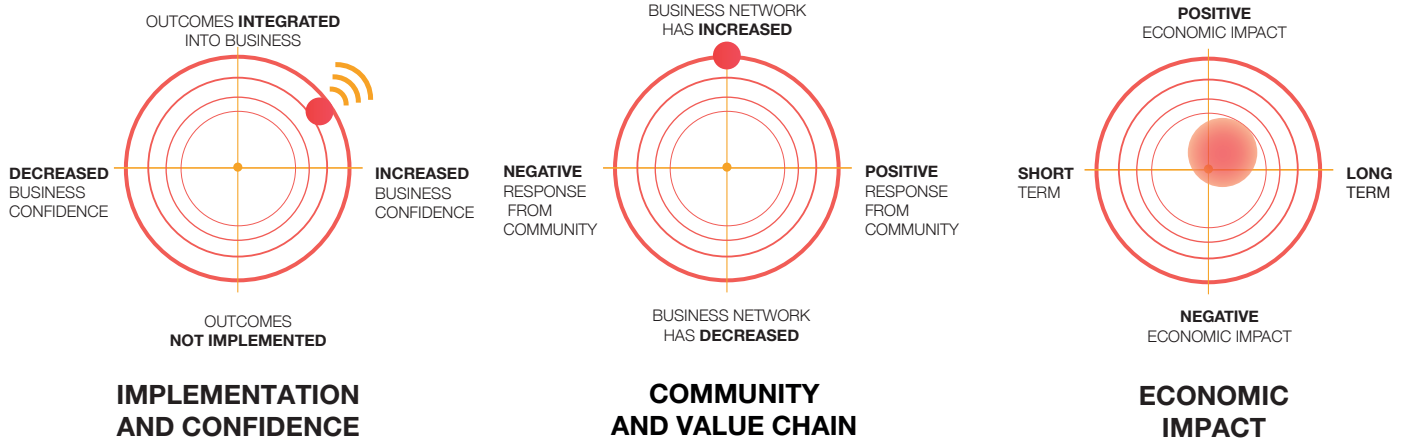 OUTCOMES INTEGRATED
INTO BUSINESS
DECREASED
BUSINESS
CONFIDENCE
INCREASED
BUSINESS
CONFIDENCE
OUTCOMES
NOT IMPLEMENTED
IMPLEMENTATION
AND CONFIDENCE
BUSINESS NETWORK
HAS INCREASED
NEGATIVE
RESPONSE
FROM
COMMUNITY
POSITIVE
RESPONSE
FROM
COMMUNITY
BUSINESS NETWORK
HAS DECREASED
COMMUNITY
AND VALUE CHAIN
POSITIVE
ECONOMIC IMPACT
SHORT
TERM
LONG
TERM
NEGATIVE
ECONOMIC IMPACT
ECONOMIC
IMPACT